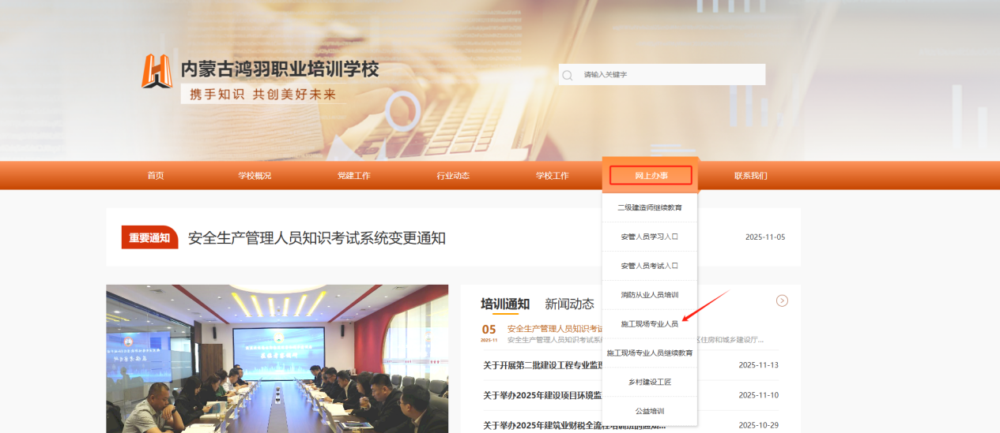 内蒙古鸿羽职业培训学校
携手知识 共创美好未来
请输入关键字
首页
学校概况
党建工作
行业动态
学校工作
网上办事
联系我们
二级建造师继续教育
安管人员学习入口
安管人员考试入口
消防从业人员培训
施工现场专业人员
施工现场专业人员继续教育
乡村建设工匠
公益培训
重要通知
安全生产管理人员知识考试系统变更通知
2025-11-05
培训通知
新闻动态
05
2025-11
安全生产管理人员知识考试
安全生产管理人员知识考试系
区住房和城乡建设厅...
关于开展第二批建设工程专业监理
2025-11-13
关于举办2025年建设项目环境监
2025-11-10
关于举办2025年建筑业财税全流程培训班的通知...
2025-10-29